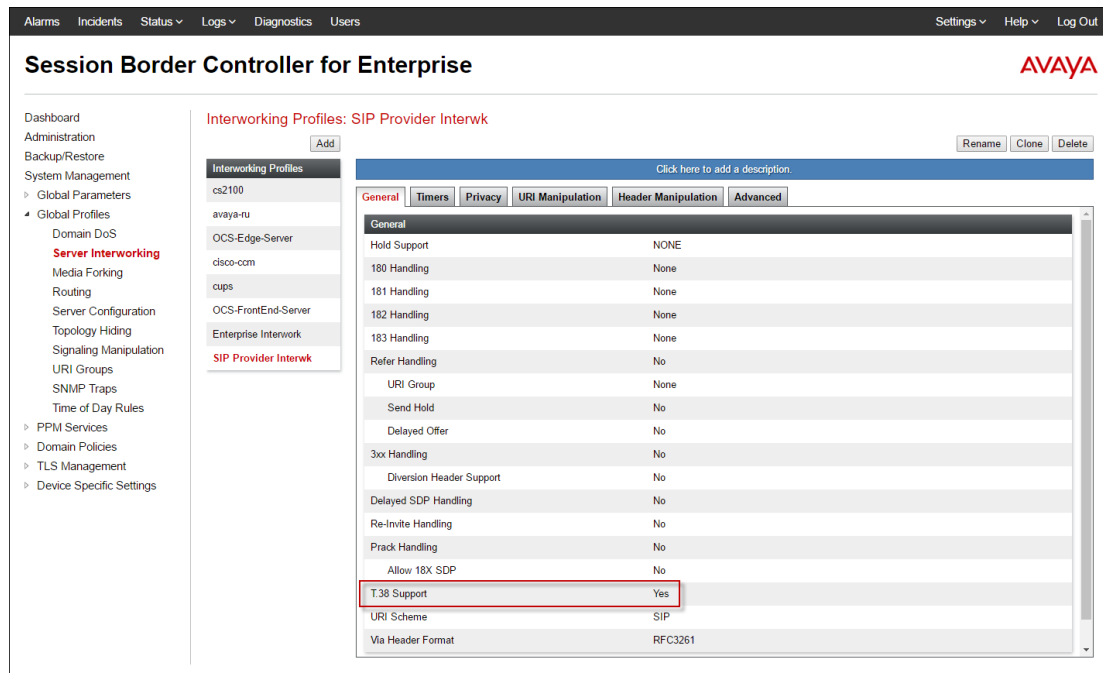 Alarms Incidents Status Logs Diagnostics Users Settings Help Log Out
Session Border Controller for Enterprise
AVAYA
Dashboard
Administration
Backup/Restore
System Management
Global Parameters
Global Profiles
Domain DoS
Server Interworking
Media Forking
Routing
Server Configuration
Topology Hiding
Signaling Manipulation
URI Groups
SNMP Traps
Time of Day Rules
PPM Services
Domain Policies
TLS Management
Device Specific Settings
Interworking Profiles: SIP Provider Interwk
Add
Rename Clone Delete
Interworking Profiles
cs2100
avaya-ru
OCS-Edge-Server
cisco-ccm
cups
OCS-FrontEnd-Server
Enterprise Interwork
SIP Provider Interwk
Click here to add a description.
General Timers Privacy URI Manipulation Header Manipulation Advanced
General
Hold Support NONE
180 Handling None
181 Handling None
182 Handling None
183 Handling None
Refer Handling No
URI Group None
Send Hold No
Delayed Offer No
3xx Handling No
Diversion Header Support No
Delayed SDP Handling No
Re-Invite Handling No
Prack Handling No
Allow 18X SDP No
T.38 Support Yes
URI Scheme SIP
Via Header Format RFC3261